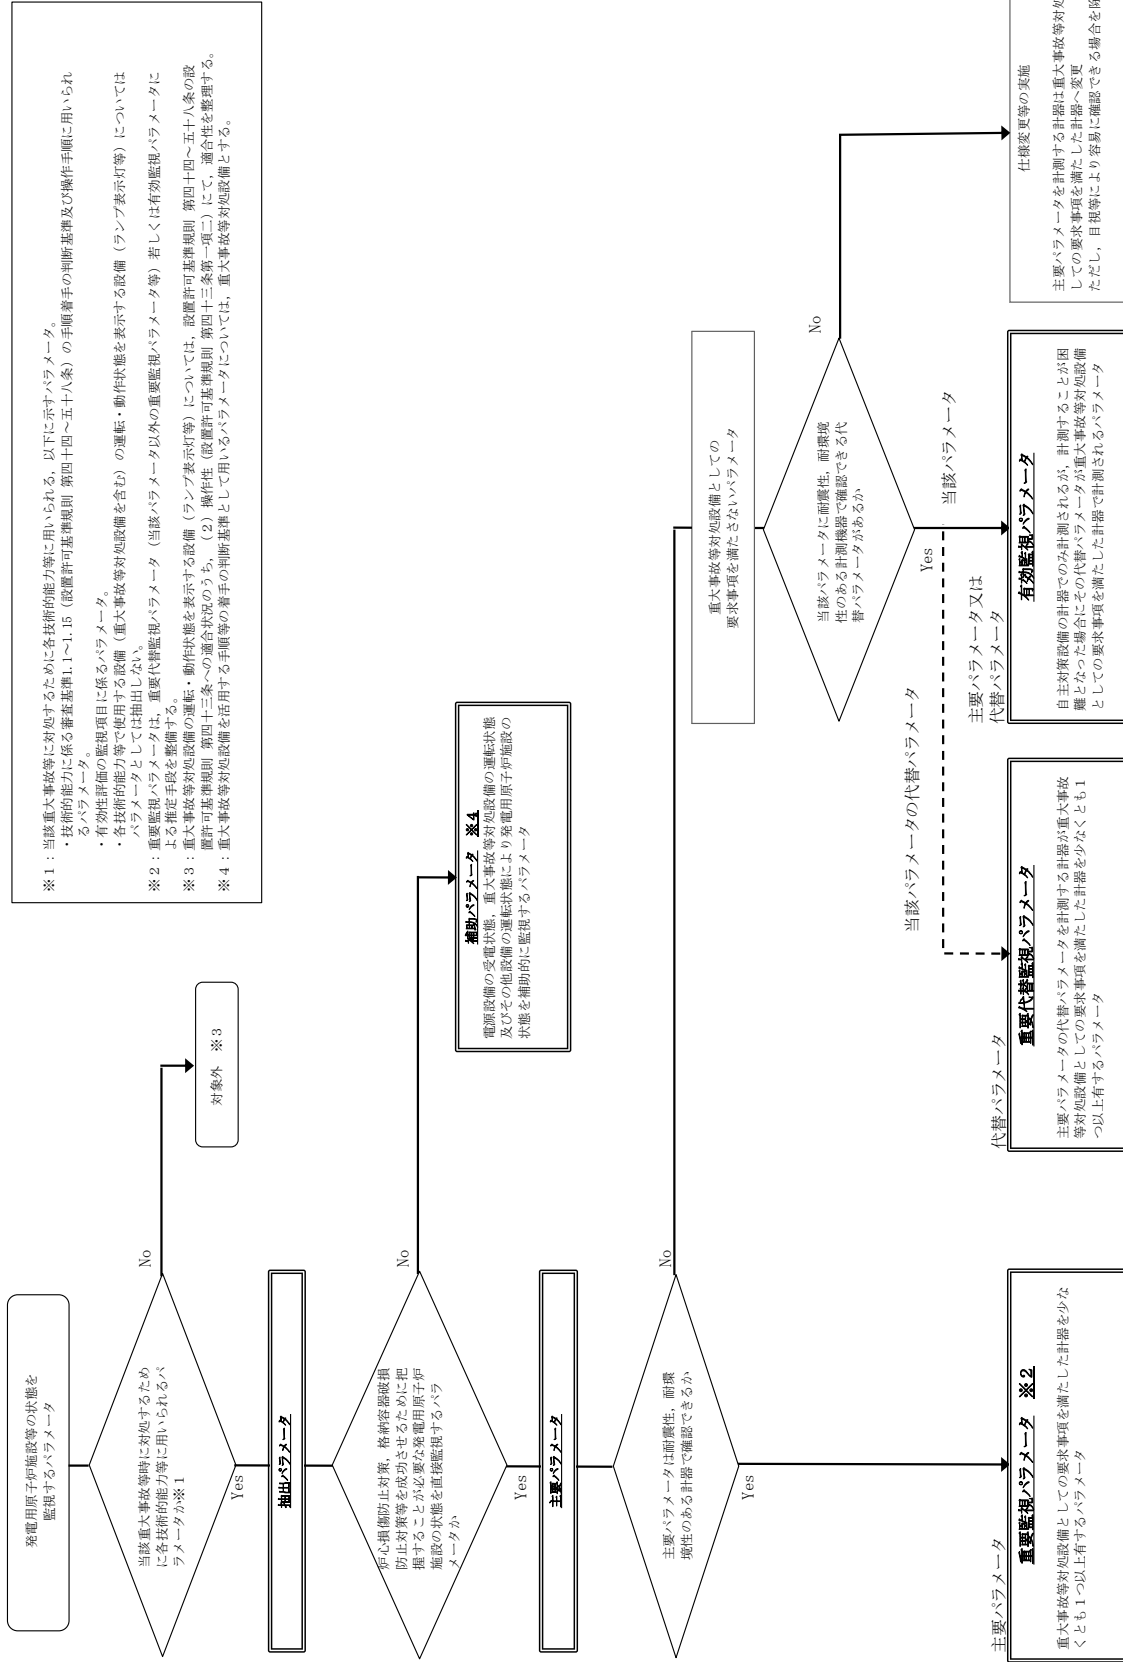 発電用原子炉施設等の状態を
監視するパラメータ
当該重大事故等時に対処するため
に各技術的能力等に用いられるパ
ラメータか※1
No
対象外　※3
Yes
抽出パラメータ
炉心損傷防止対策，格納容器破損
防止対策等を成功させるために把
握することが必要な発電用原子炉
施設の状態を直接監視するパラ
メータか
No
補助パラメータ　※4
電源設備の受電状態，重大事故等対処設備の運転状態
及びその他設備の運転状態により発電用原子炉施設の
状態を補助的に監視するパラメータ
Yes
主要パラメータ
主要パラメータは耐震性，耐環
境性のある計器で確認できるか
No
Yes
重大事故等対処設備としての
要求事項を満たさないパラメータ
当該パラメータに耐震性，耐環境
性のある計測機器で確認できる代
替パラメータがあるか
No
Yes
当該パラメータ
当該パラメータの代替パラメータ
主要パラメータ
重要監視パラメータ　※2
重大事故等対処設備としての要求事項を満たした計器を少な
くとも1つ以上有するパラメータ
代替パラメータ
重要代替監視パラメータ
主要パラメータの代替パラメータを計測する計器が重大事故
等対処設備としての要求事項を満たした計器を少なくとも1
つ以上有するパラメータ
主要パラメータ又は
代替パラメータ
有効監視パラメータ
自主対策設備の計器でのみ計測されるが，計測することが困
難となった場合にその代替パラメータが重大事故等対処設備
としての要求事項を満たした計器で計測されるパラメータ
仕様変更等の実施
主要パラメータを計測する計器は重大事故等対処
しての要求事項を満たした計器へ変更
ただし，目視等により容易に確認できる場合を除
※1：当該重大事故等に対処するために各技術的能力等に用いられる，以下に示すパラメータ。
・技術的能力に係る審査基準1.1～1.15（設置許可基準規則 第四十四～五十八条）の手順着手の判断基準及び操作手順に用いられ
るパラメータ。
・有効性評価の監視項目に係るパラメータ。
・各技術的能力等で使用する設備（重大事故等対処設備を含む）の運転・動作状態を表示する設備（ランプ表示灯等）については
パラメータとしては抽出しない。
※2：重要監視パラメータは，重要代替監視パラメータ（当該パラメータ以外の重要監視パラメータ等）若しくは有効監視パラメータに
よる推定手段を整備する。
※3：重大事故等対処設備の運転・動作状態を表示する設備（ランプ表示灯等）については，設置許可基準規則 第四十四～五十八条の設
置許可基準規則 第四十三条への適合状況のうち，（2）操作性（設置許可基準規則 第四十三条第一項二）にて，適合性を整理する。
※4：重大事故等対処設備を活用する手順等の着手の判断基準として用いるパラメータについては，重大事故等対処設備とする。